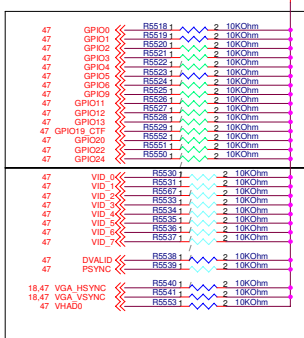 47 GPIO0 R5518 1 2 10KOhm
47 GPIO1 R5519 1 2 10KOhm
47 GPIO2 R5520 1 2 10KOhm
47 GPIO3 R5521 1 2 10KOhm
47 GPIO4 R5522 1 2 10KOhm
47 GPIO5 R5523 1 2 10KOhm
47 GPIO6 R5524 1 2 10KOhm
47 GPIO9 R5525 1 2 10KOhm
47 GPIO11 R5526 1 2 10KOhm
47 GPIO12 R5527 1 2 10KOhm
47 GPIO13 R5528 1 2 10KOhm
47 GPIO19_CTF R5529 1 2 10KOhm
47 GPIO20 R5552 1 2 10KOhm
47 GPIO22 R5551 1 2 10KOhm
47 GPIO24 R5550 1 2 10KOhm
47 VID_0 R5530 1 2 10KOhm
47 VID_1 R5531 1 2 10KOhm
47 VID_2 R5567 1 2 10KOhm
47 VID_3 R5533 1 2 10KOhm
47 VID_4 R5534 1 2 10KOhm
47 VID_5 R5535 1 2 10KOhm
47 VID_6 R5536 1 2 10KOhm
47 VID_7 R5537 1 2 10KOhm
47 DVALID R5538 1 2 10KOhm
47 PSYNC R5539 1 2 10KOhm
18,47 VGA_HSYNC R5540 1 2 10KOhm
18,47 VGA_VSYNC R5541 1 2 10KOhm
47 VHAD0 R5553 1 2 10KOhm